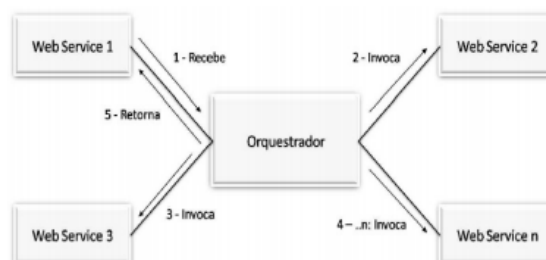 Web Service 1
1 - Recebe
2 - Invoca
Web Service 2
5 - Retorna
Orquestrador
3 - Invoca
4 – ..n: Invoca
Web Service 3
Web Service n